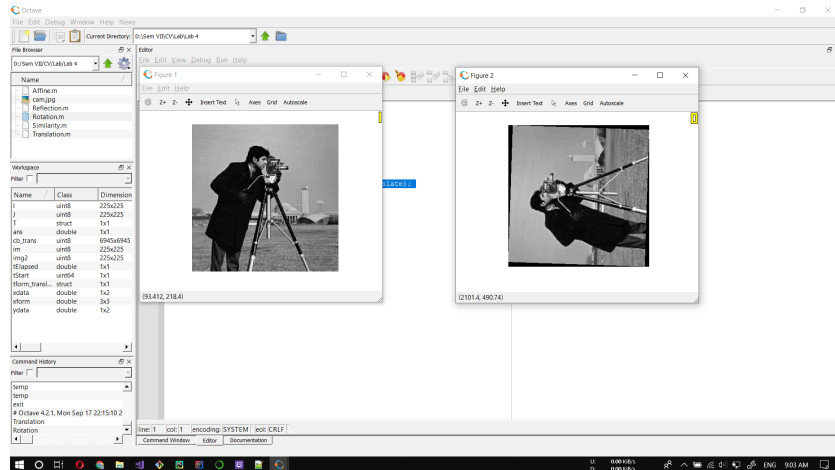 Octave
File Edit Debug Window Help News
Current Directory: D:/Sem VII/CV/Lab/Lab 4
File Browser
D:/Sem VII/CV/Lab/Lab 4
Name
Affine.m
cam.jpg
Reflection.m
Rotation.m
Similarity.m
Translation.m
Workspace
Filter
Name Class Dimension
I uint8 225x225
J uint8 225x225
T struct 1x1
ans double 1x1
cb_trans uint8 6945x6945
im uint8 225x225
img2 uint8 225x225
tElapsed double 1x1
tStart uint64 1x1
tform_transl... struct 1x1
xdata double 1x2
xform double 3x3
ydata double 1x2
Command History
Filter
temp
temp
exit
# Octave 4.2.1, Mon Sep 17 22:15:10 2
Translation
Rotation
Editor
File Edit View Debug Run Help
slate);
Figure 1
File Edit Help
Z+ Z- Insert Text Axes Grid Autoscale
(93.412, 218.4)
Figure 2
File Edit Help
Z+ Z- Insert Text Axes Grid Autoscale
(2101.4, 490.74)
line: 1 col: 1 encoding: SYSTEM eol: CRLF
Command Window Editor Documentation
U: 0.00 KiB/s
D: 0.00 KiB/s
ENG 9:03 AM